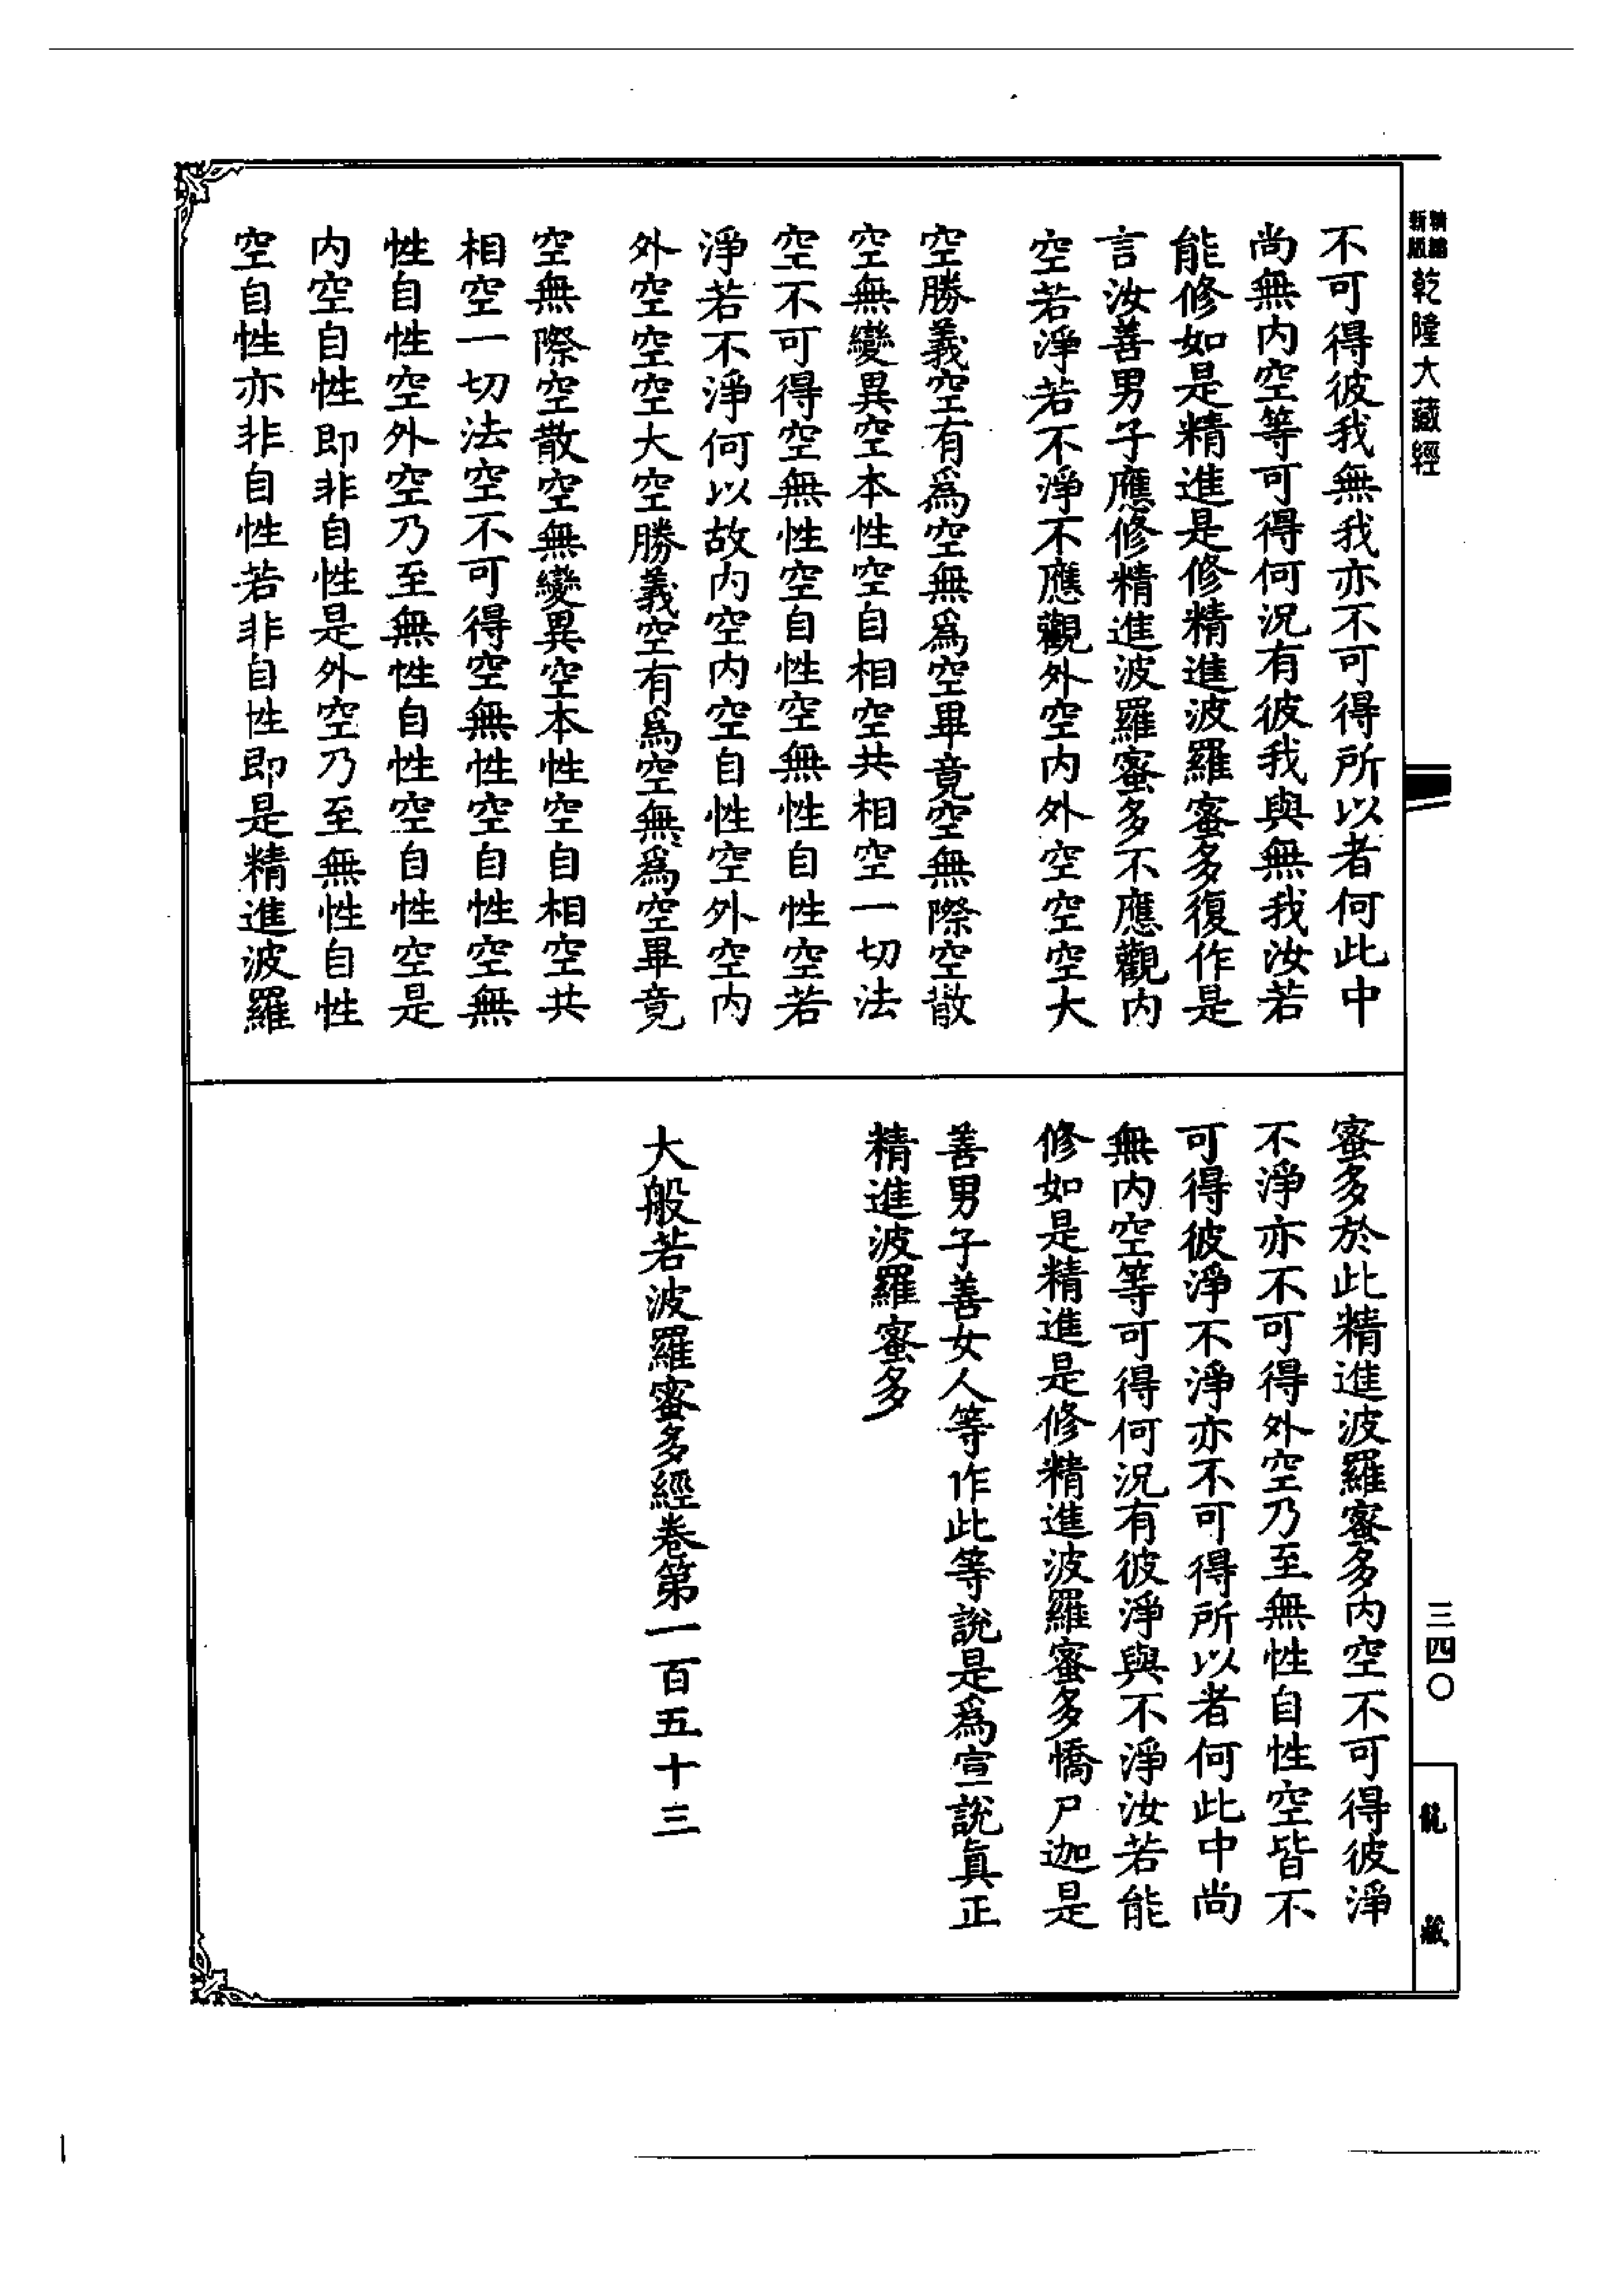 精縮
新版
乾隆大藏經
不可得彼我無我亦不可得所以者何此中
尚無內空等可得何況有彼我與無我汝若
能修如是精進是修精進波羅蜜多復作是
言汝善男子應修精進波羅蜜多不應觀內
空若淨若不淨不應觀外空內外空空空大
空勝義空有爲空無爲空畢竟空無際空散
空無變異空本性空自相空共相空一切法
空不可得空無性空自性空無性自性空若
淨若不淨何以故內空內空自性空外空內
外空空空大空勝義空有爲空無爲空畢竟
空無際空散空無變異空本性空自相空共
相空一切法空不可得空無性空自性空無
性自性空外空乃至無性自性空自性空是
內空自性即非自性是外空乃至無性自性
空自性亦非自性若非自性即是精進波羅
蜜多於此精進波羅蜜多內空不可得彼淨
不淨亦不可得外空乃至無性自性空皆不
可得彼淨不淨亦不可得所以者何此中尚
無內空等可得何況有彼淨與不淨汝若能
修如是精進是修精進波羅蜜多憍尸迦是
善男子善女人等作此等說是爲宣說眞正
精進波羅蜜多
大般若波羅蜜多經卷第一百五十三
三四〇
龍藏